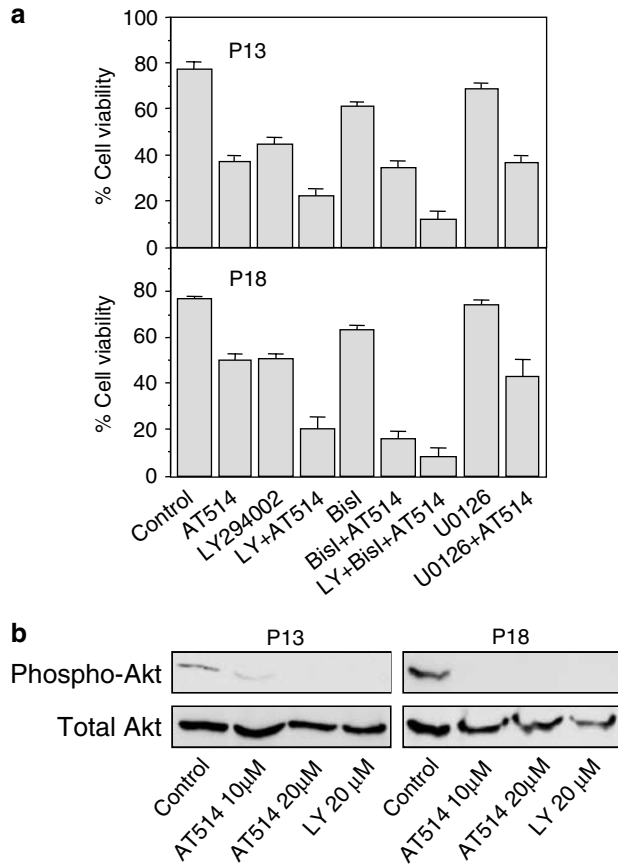 a
100
80
60
40
20
0
% Cell viability
P13
80
60
40
20
0
% Cell viability
P18
Control
AT514
LY294002
LY+AT514
BisI
BisI+AT514
LY+BisI+AT514
U0126
U0126+AT514
b
P13
P18
Phospho-Akt
Total Akt
Control
AT514 10μM
AT514 20μM
LY 20 μM
Control
AT514 10μM
AT514 20μM
LY 20 μM